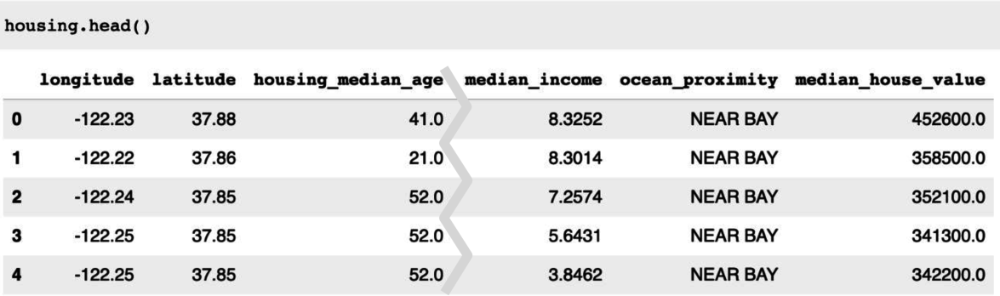 housing.head()
longitude latitude housing_median_age median_income ocean_proximity median_house_value
0 -122.23 37.88 41.0 8.3252 NEAR BAY 452600.0
1 -122.22 37.86 21.0 8.3014 NEAR BAY 358500.0
2 -122.24 37.85 52.0 7.2574 NEAR BAY 352100.0
3 -122.25 37.85 52.0 5.6431 NEAR BAY 341300.0
4 -122.25 37.85 52.0 3.8462 NEAR BAY 342200.0